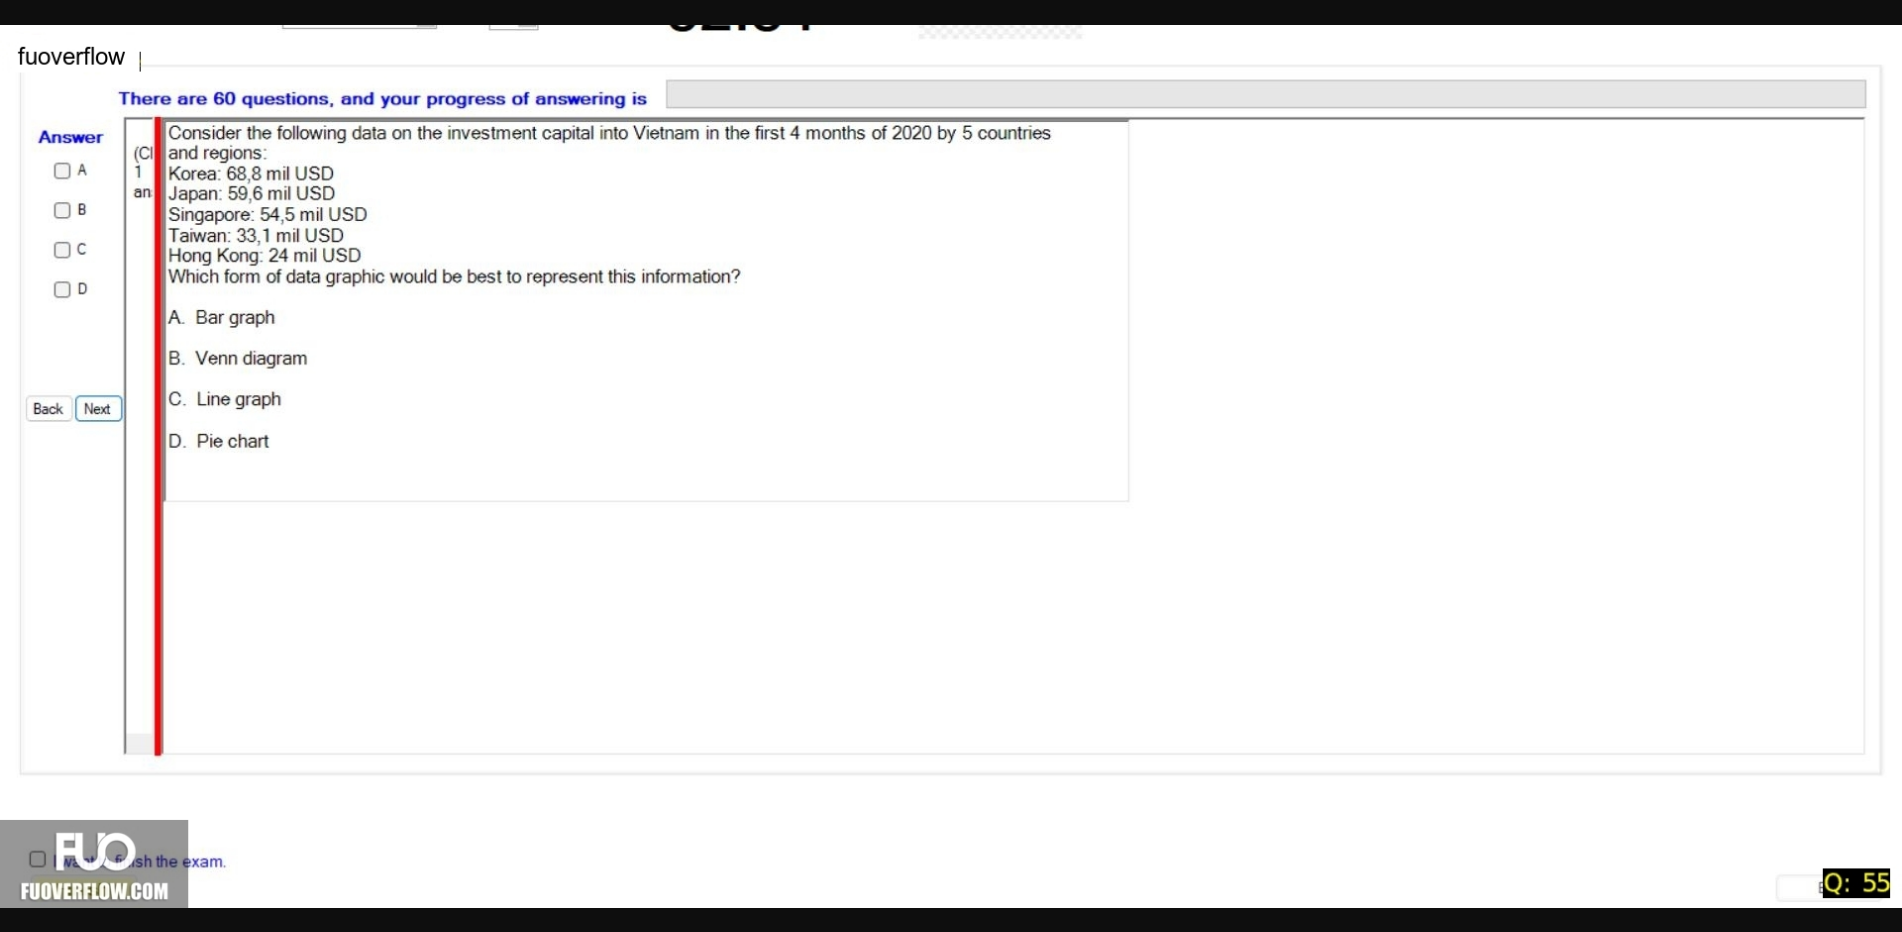 fuoverflow
There are 60 questions, and your progress of answering is
Answer
A
B
C
D
Back Next
(Cl
1
an
Consider the following data on the investment capital into Vietnam in the first 4 months of 2020 by 5 countries
and regions:
Korea: 68,8 mil USD
Japan: 59,6 mil USD
Singapore: 54,5 mil USD
Taiwan: 33,1 mil USD
Hong Kong: 24 mil USD
Which form of data graphic would be best to represent this information?
A. Bar graph
B. Venn diagram
C. Line graph
D. Pie chart
FUO
the exam.
FUOVERFLOW.COM
Q: 55